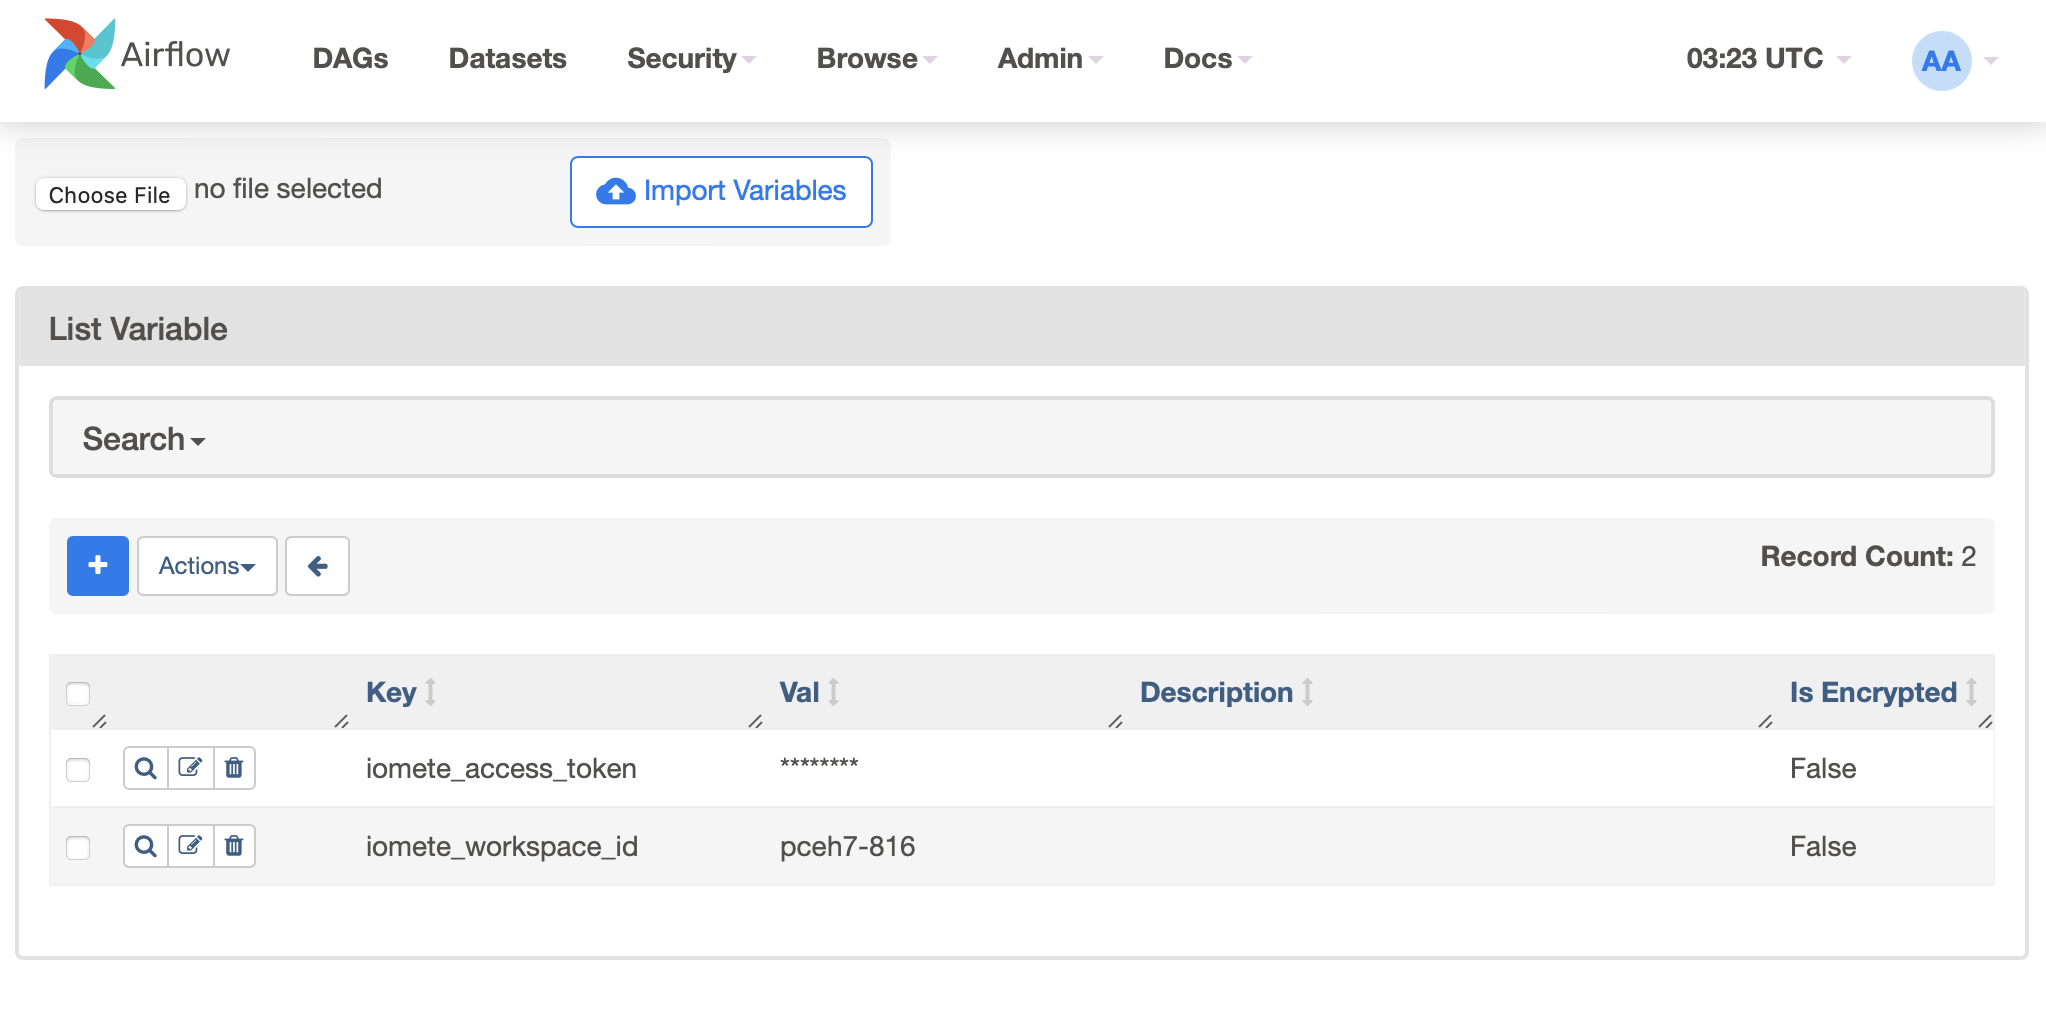 Airflow DAGs Datasets Security Browse Admin Docs 03:23 UTC AA
Choose File no file selected Import Variables
List Variable
Search
+ Actions Record Count: 2
Key Val Description Is Encrypted
iomete_access_token ******** False
iomete_workspace_id pceh7-816 False